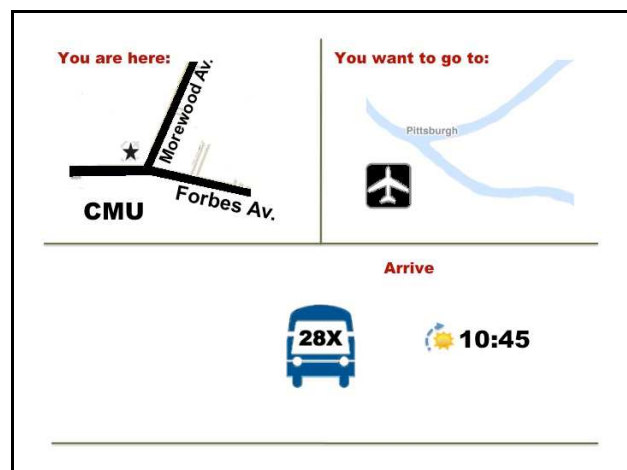 You are here:
You want to go to:
Morewood Av.
Pittsburgh
Forbes Av.
CMU
Arrive
28X
10:45